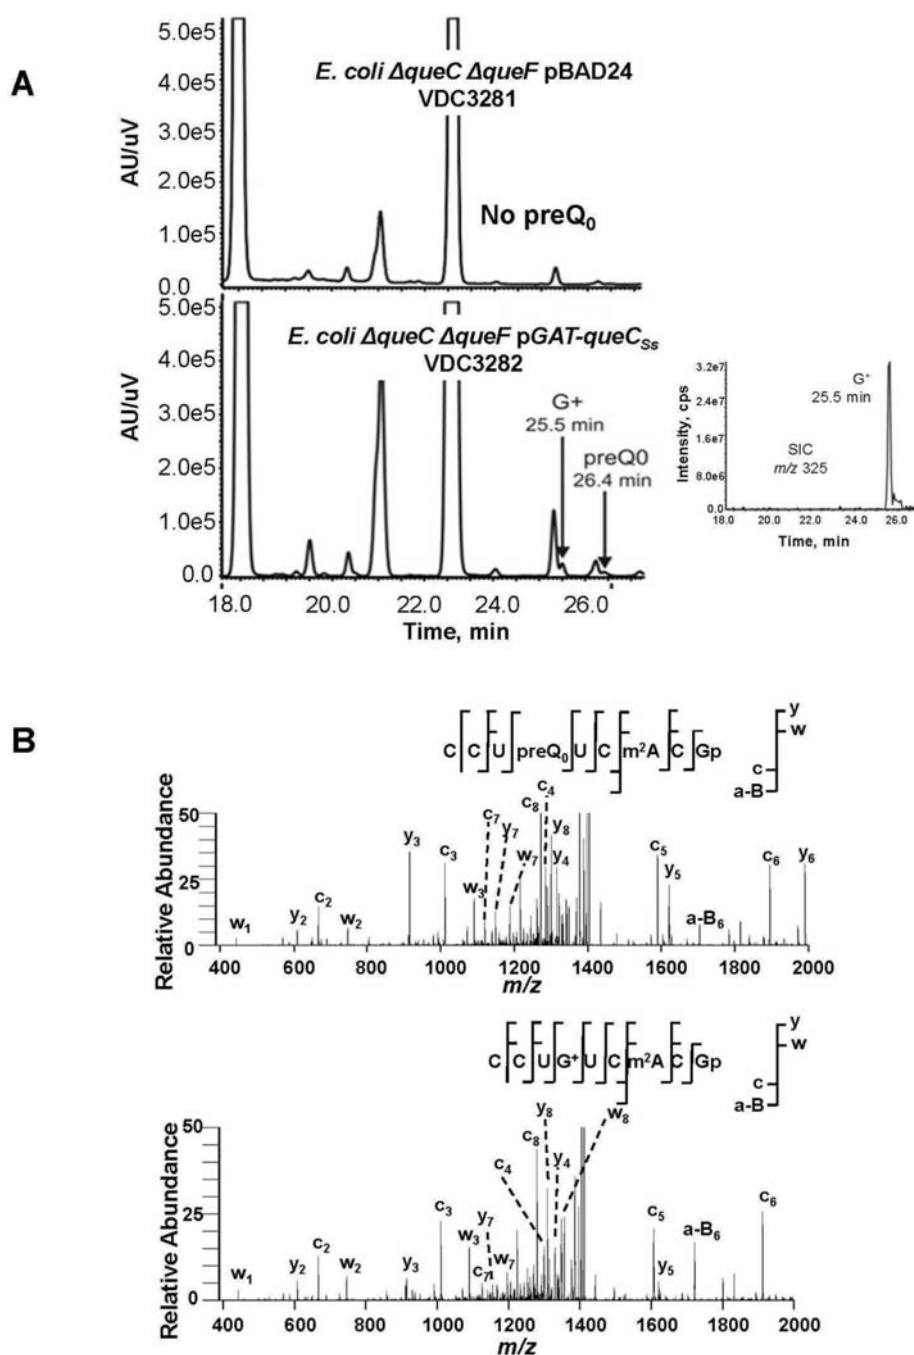 A
AU/uV
5.0e5
4.0e5
3.0e5
2.0e5
1.0e5
0.0
E. coli ΔqueC ΔqueF pBAD24
VDC3281
No preQ0
AU/uV
5.0e5
4.0e5
3.0e5
2.0e5
1.0e5
0.0
E. coli ΔqueC ΔqueF pGAT-queCSs
VDC3282
G+
25.5 min
preQ0
26.4 min
18.0 20.0 22.0 24.0 26.0
Time, min
Intensity, cps
3.2e7
2.4e7
1.6e7
8.0e6
0.0
G+
25.5 min
SIC
m/z 325
18.0 20.0 22.0 24.0 26.0
Time, min
B
y
w
c
a-B
C C U preQ0 U C m2A C Gp
Relative Abundance
50
25
0
w1 y2 c2 w2 y3 c3 w3 c7 y7 w7 c8 c4 y8 y4 c5 y5 a-B6 c6 y6
400 600 800 1000 1200 1400 1600 1800 2000
m/z
y
w
c
a-B
C C U G+ U C m2A C Gp
Relative Abundance
50
25
0
w1 y2 c2 w2 y3 c3 w3 y7 c7 w7 c4 c8 y8 y4 w8 c5 y5 a-B6 c6
400 600 800 1000 1200 1400 1600 1800 2000
m/z